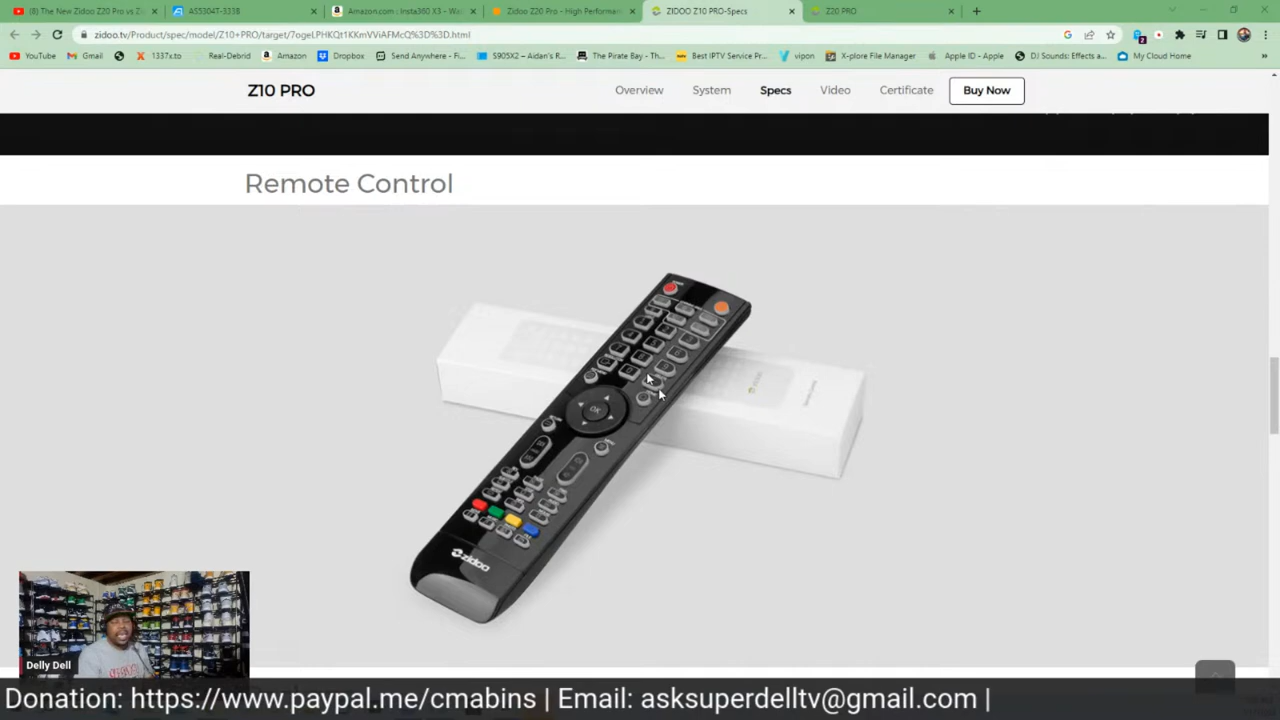 (8) The New Zidoo Z20 Pro vs Z
AS5304T-333B
Amazon.com : Insta360 X3 - Wa
Zidoo Z20 Pro - High Performan
ZIDOO Z10 PRO-Specs
Z20 PRO
zidoo.tv/Product/spec/model/Z10+PRO/target/7ogeLPHKQt1KKmVViAFMcQ%3D%3D.html
YouTube
Gmail
1337x.to
Real-Debrid
Amazon
Dropbox
Send Anywhere - Fi...
S905X2 – Aidan's R...
The Pirate Bay - Th...
Best IPTV Service Pr...
vipon
X-plore File Manager
Apple ID - Apple
DJ Sounds: Effects a...
My Cloud Home
»
Z10 PRO
Overview
System
Specs
Video
Certificate
Buy Now
Remote Control
OK
zidoo
Delly Dell
Donation: https://www.paypal.me/cmabins | Email: asksuperdelltv@gmail.com |